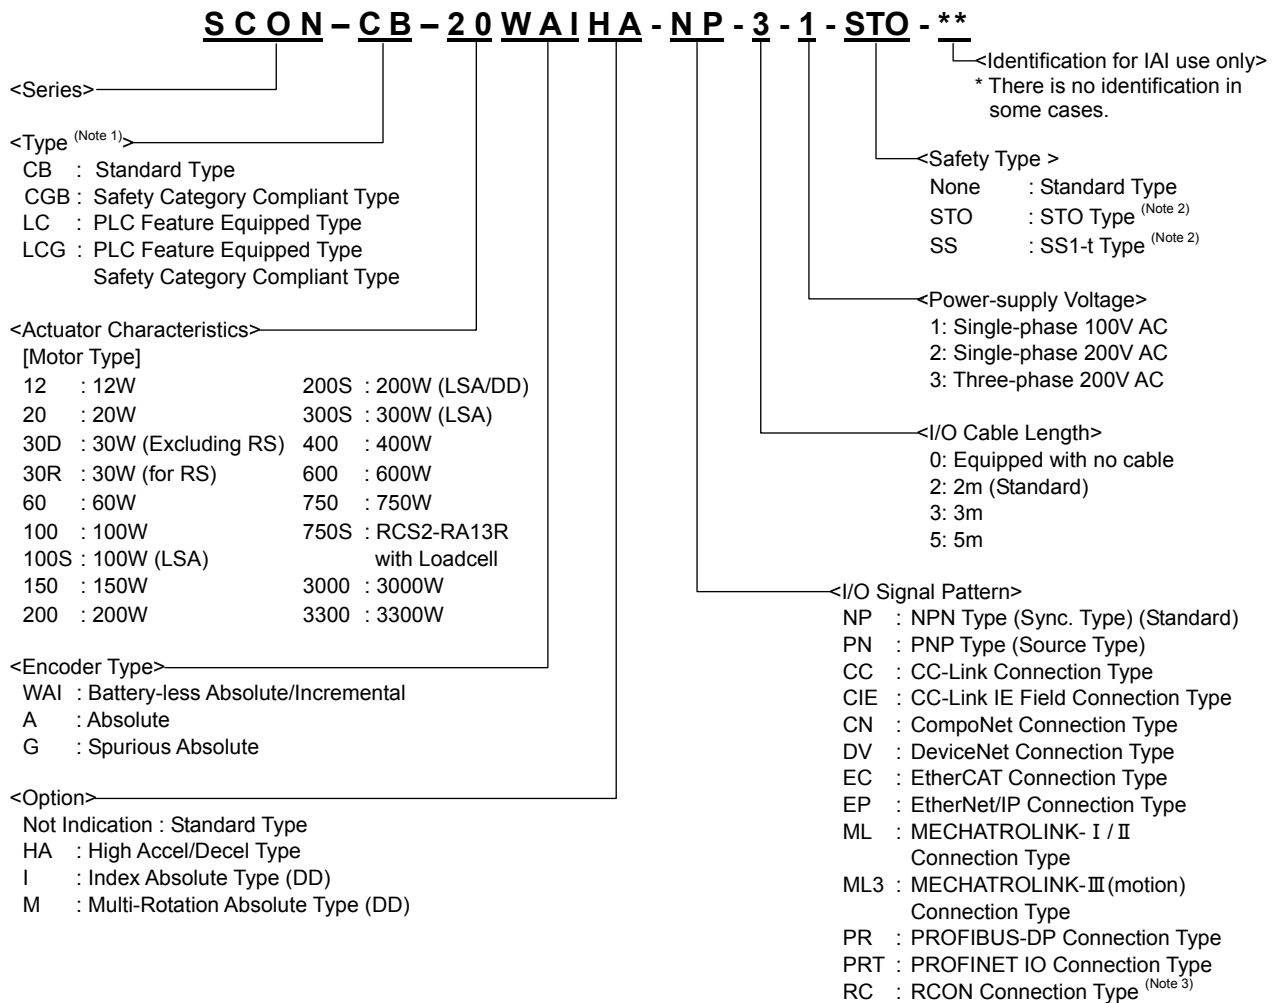 SCON–CB–20WAIHA-NP-3-1-STO-**
<Series>
<Type (Note 1)>
CB : Standard Type
CGB : Safety Category Compliant Type
LC : PLC Feature Equipped Type
LCG : PLC Feature Equipped Type
Safety Category Compliant Type
<Actuator Characteristics>
[Motor Type]
12 : 12W
20 : 20W
30D : 30W (Excluding RS)
30R : 30W (for RS)
60 : 60W
100 : 100W
100S : 100W (LSA)
150 : 150W
200 : 200W
200S : 200W (LSA/DD)
300S : 300W (LSA)
400 : 400W
600 : 600W
750 : 750W
750S : RCS2-RA13R
with Loadcell
3000 : 3000W
3300 : 3300W
<Encoder Type>
WAI : Battery-less Absolute/Incremental
A : Absolute
G : Spurious Absolute
<Option>
Not Indication : Standard Type
HA : High Accel/Decel Type
I : Index Absolute Type (DD)
M : Multi-Rotation Absolute Type (DD)
<Identification for IAI use only>
* There is no identification in
some cases.
<Safety Type >
None : Standard Type
STO : STO Type (Note 2)
SS : SS1-t Type (Note 2)
<Power-supply Voltage>
1: Single-phase 100V AC
2: Single-phase 200V AC
3: Three-phase 200V AC
<I/O Cable Length>
0: Equipped with no cable
2: 2m (Standard)
3: 3m
5: 5m
<I/O Signal Pattern>
NP : NPN Type (Sync. Type) (Standard)
PN : PNP Type (Source Type)
CC : CC-Link Connection Type
CIE : CC-Link IE Field Connection Type
CN : CompoNet Connection Type
DV : DeviceNet Connection Type
EC : EtherCAT Connection Type
EP : EtherNet/IP Connection Type
ML : MECHATROLINK-Ⅰ/Ⅱ
Connection Type
ML3 : MECHATROLINK-Ⅲ(motion)
Connection Type
PR : PROFIBUS-DP Connection Type
PRT : PROFINET IO Connection Type
RC : RCON Connection Type (Note 3)